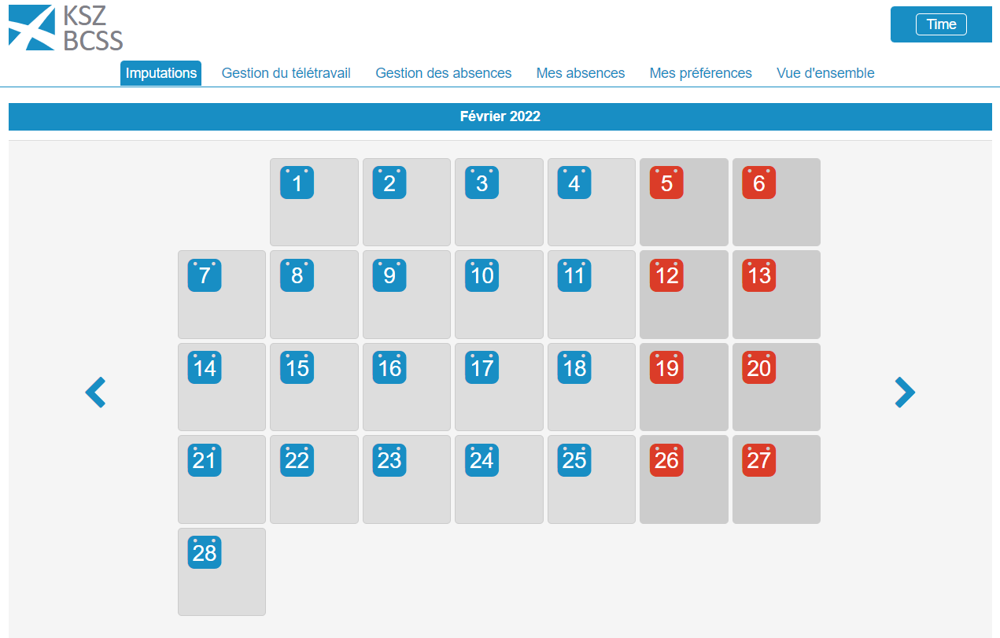 KSZ
BCSS
Time
Imputations Gestion du télétravail Gestion des absences Mes absences Mes préférences Vue d'ensemble
Février 2022
1 2 3 4 5 6
7 8 9 10 11 12 13
14 15 16 17 18 19 20
21 22 23 24 25 26 27
28